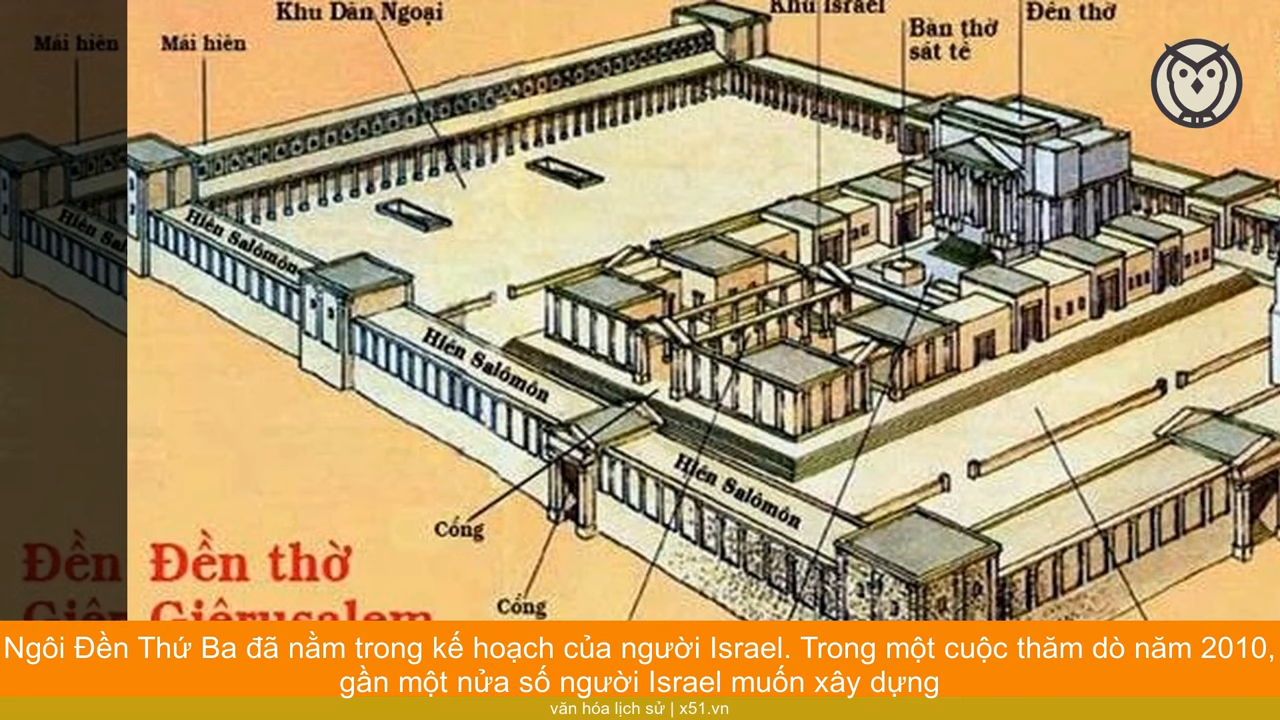 Khu Dân Ngoại
Khu Israel
Đền thờ
Mái hiên
Mái hiên
Bàn thờ
sát tế
Hiên Sal
Hiên Salômôn
Hiên Salômôn
Hiên Salômôn
Cổng
Cổng
Đền
Đền thờ
Giêrusalem
Ngôi Đền Thứ Ba đã nằm trong kế hoạch của người Israel. Trong một cuộc thăm dò năm 2010,
gần một nửa số người Israel muốn xây dựng
văn hóa lịch sử | x51.vn